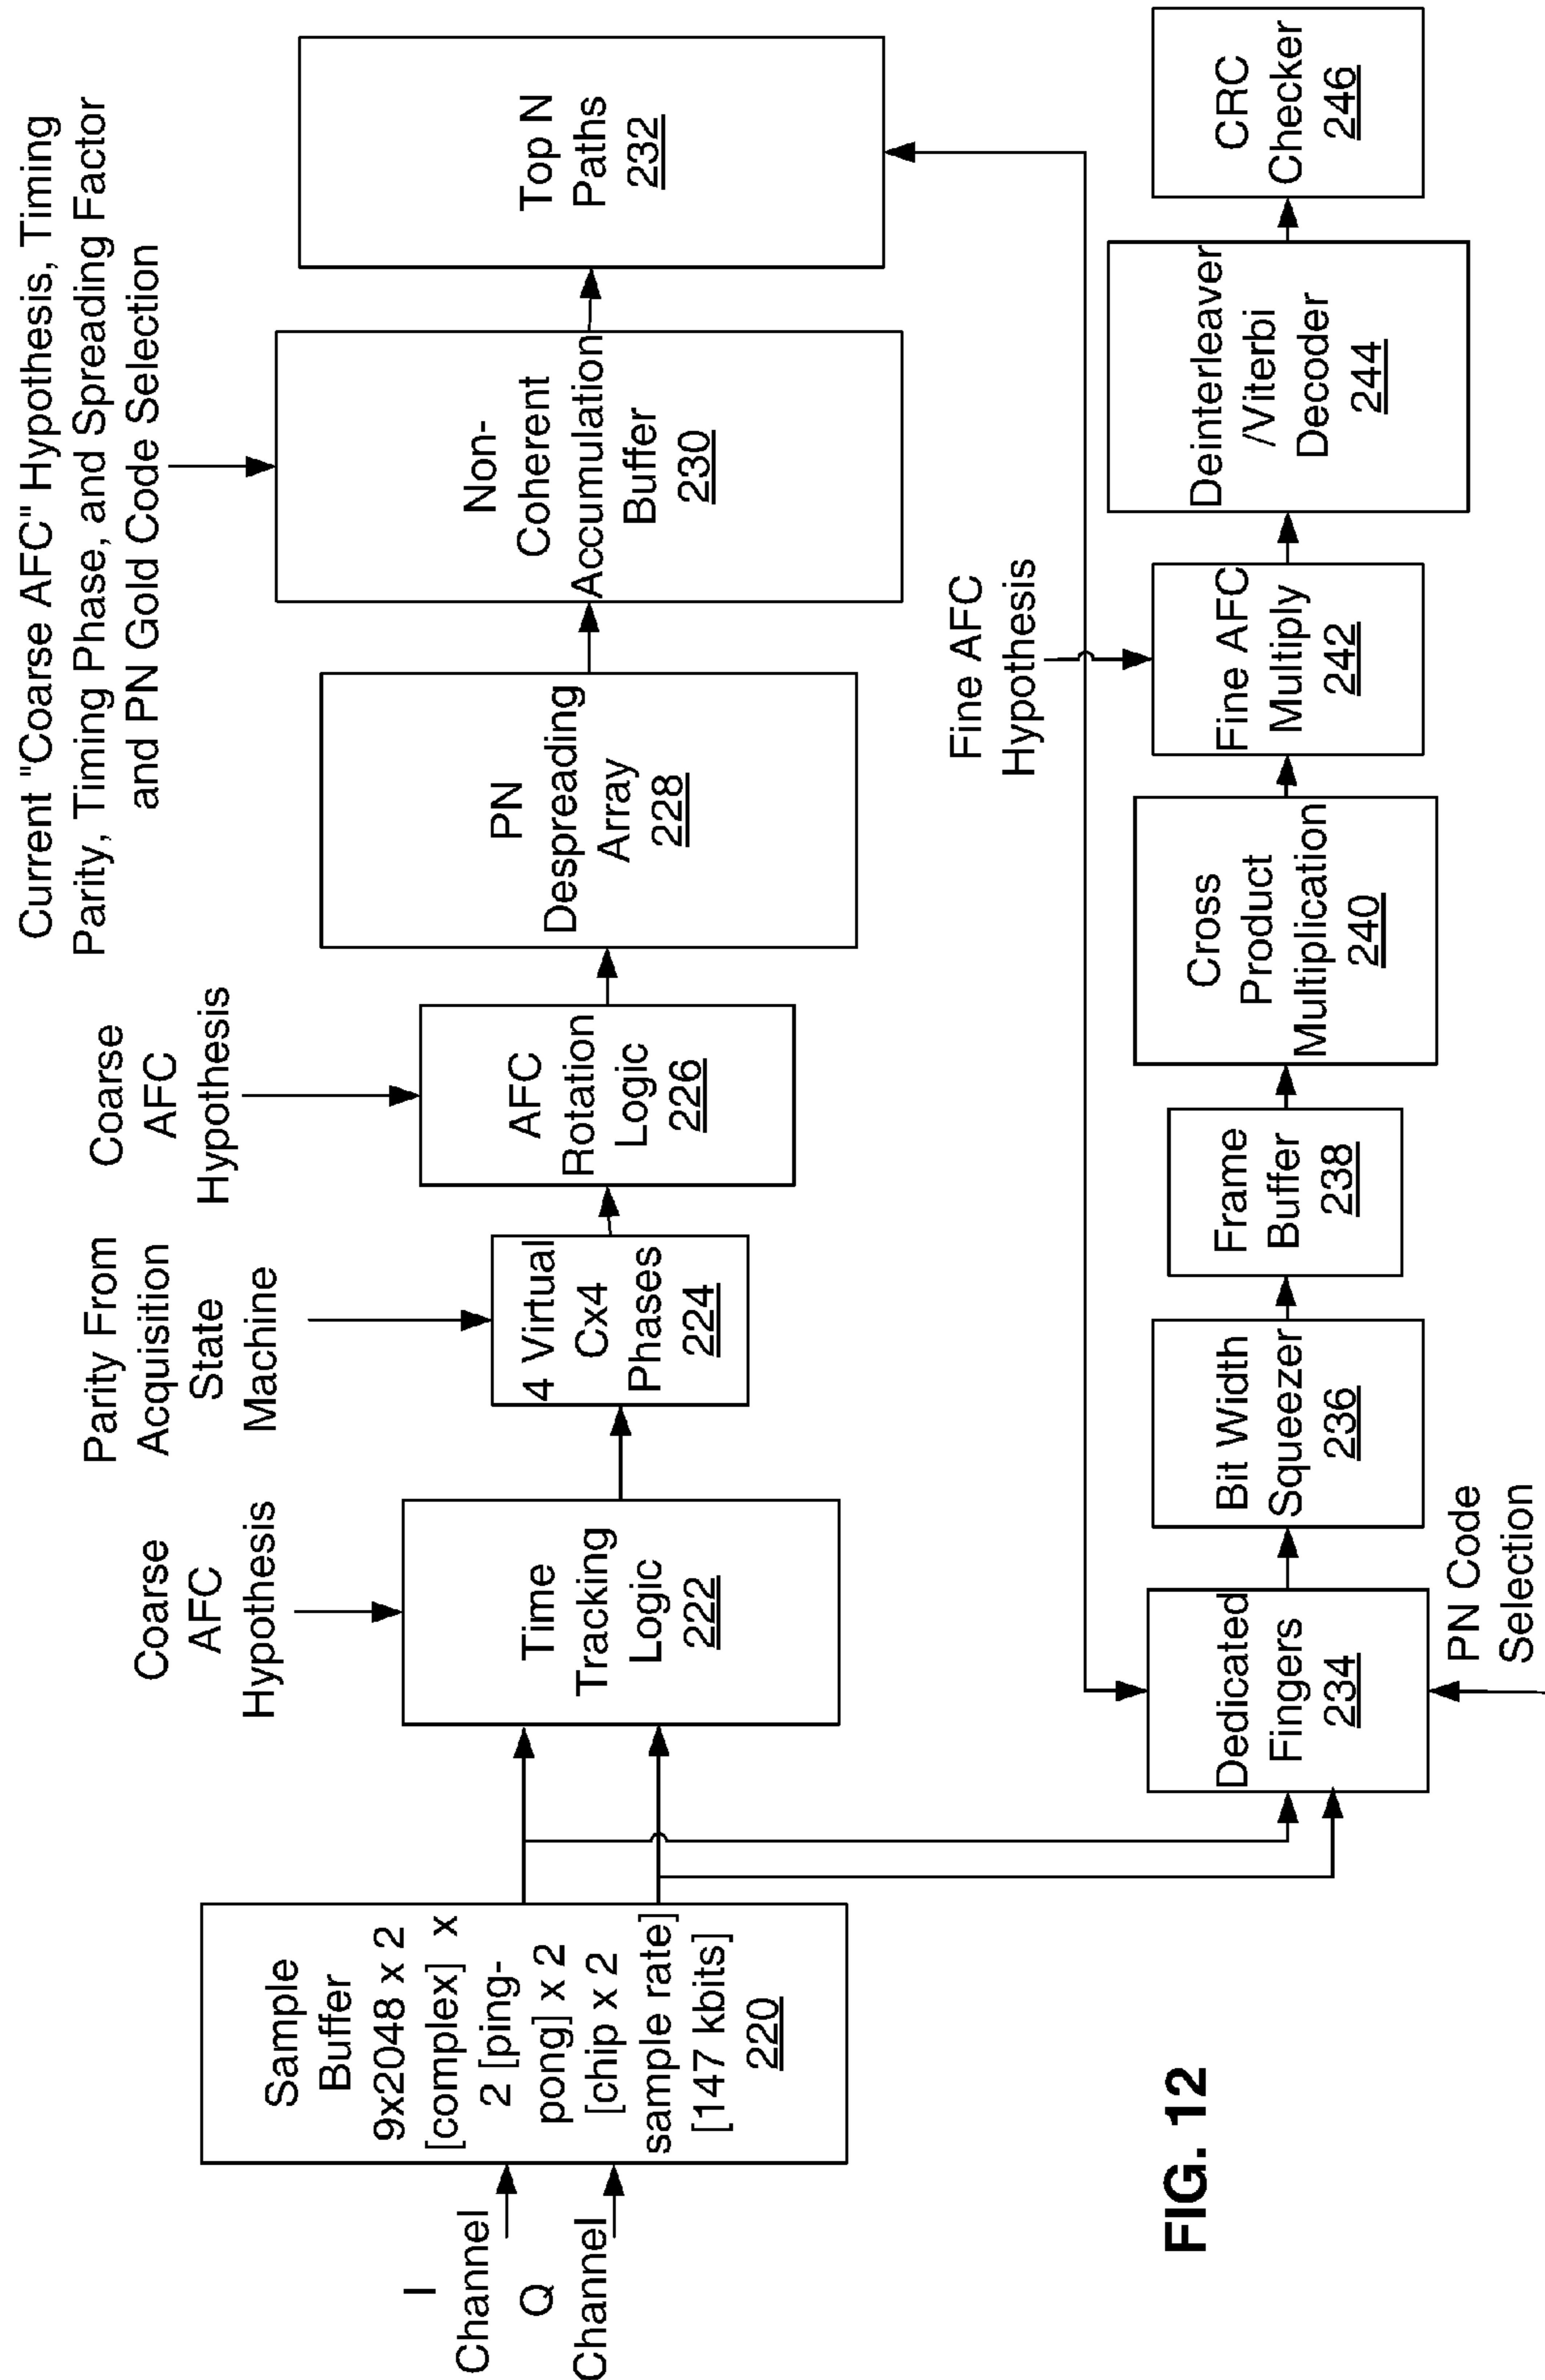 Current "Coarse AFC" Hypothesis, Timing
Parity, Timing Phase, and Spreading Factor
and PN Gold Code Selection
Coarse
AFC
Hypothesis
Parity From
Acquisition
State
Machine
Coarse
AFC
Hypothesis
I
Channel
Q
Channel
Sample
Buffer
9x2048 x 2
[complex] x
2 [ping-
pong] x 2
[chip x 2
sample rate]
[147 kbits]
220
Time
Tracking
Logic
222
4 Virtual
Cx4
Phases
224
AFC
Rotation
Logic
226
PN
Despreading
Array
228
Non-
Coherent
Accumulation
Buffer
230
Top N
Paths
232
Fine AFC
Hypothesis
Dedicated
Fingers
234
PN Code
Selection
Bit Width
Squeezer
236
Frame
Buffer
238
Cross
Product
Multiplication
240
Fine AFC
Multiply
242
Deinterleaver
/Viterbi
Decoder
244
CRC
Checker
246
FIG. 12